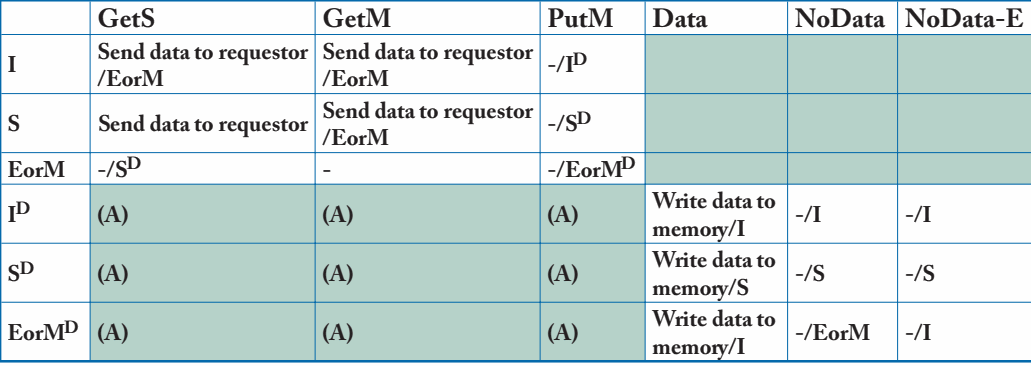 GetS GetM PutM Data NoData NoData-E
I Send data to requestor /EorM Send data to requestor /EorM -/Iᴰ
S Send data to requestor Send data to requestor /EorM -/Sᴰ
EorM -/Sᴰ - -/EorMᴰ
Iᴰ (A) (A) (A) Write data to memory/I -/I -/I
Sᴰ (A) (A) (A) Write data to memory/S -/S -/S
EorMᴰ (A) (A) (A) Write data to memory/I -/EorM -/I